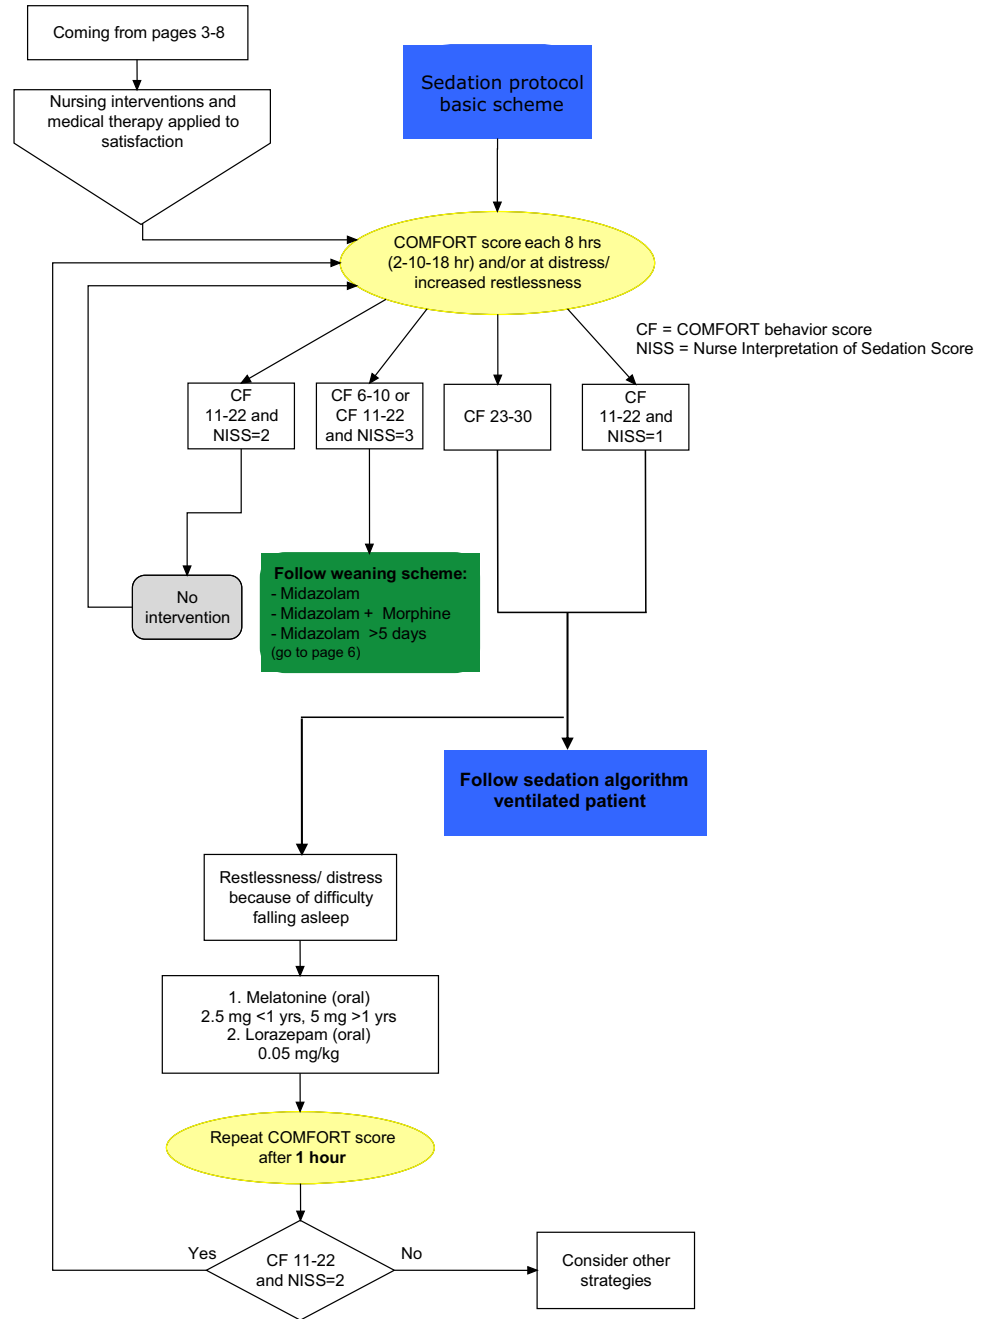 Coming from pages 3-8
Nursing interventions and
medical therapy applied to
satisfaction
Sedation protocol
basic scheme
COMFORT score each 8 hrs
(2-10-18 hr) and/or at distress/
increased restlessness
CF = COMFORT behavior score
NISS = Nurse Interpretation of Sedation Score
CF
11-22 and
NISS=2
CF 6-10 or
CF 11-22
and NISS=3
CF 23-30
CF
11-22 and
NISS=1
No
intervention
Follow weaning scheme:
- Midazolam
- Midazolam + Morphine
- Midazolam >5 days
(go to page 6)
Follow sedation algorithm
ventilated patient
Restlessness/ distress
because of difficulty
falling asleep
1. Melatonine (oral)
2.5 mg <1 yrs, 5 mg >1 yrs
2. Lorazepam (oral)
0.05 mg/kg
Repeat COMFORT score
after 1 hour
Yes
CF 11-22
and NISS=2
No
Consider other
strategies